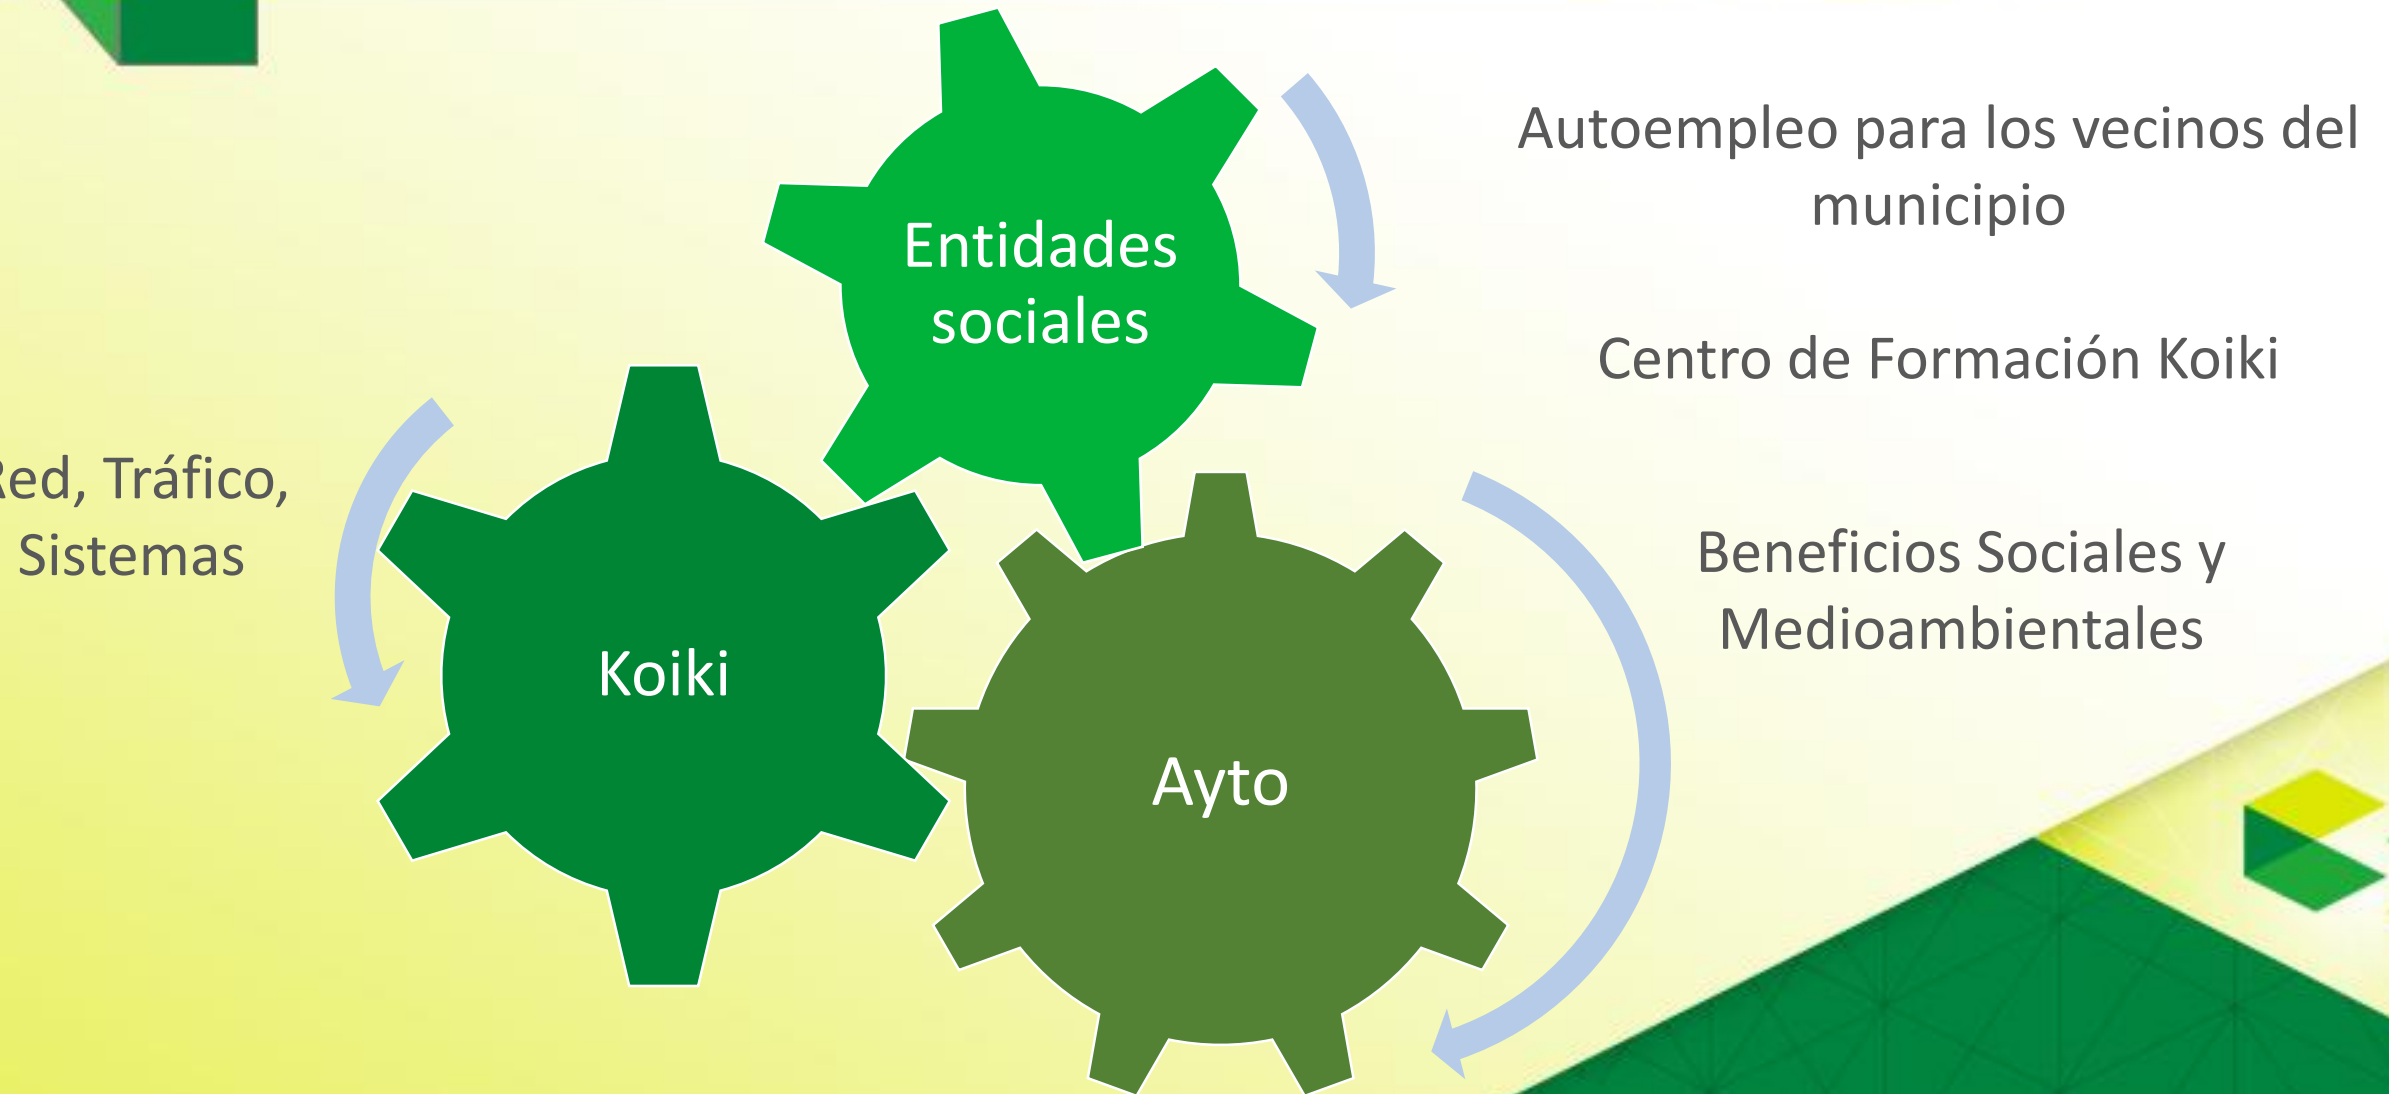 Autoempleo para los vecinos del
municipio
Entidades
sociales
Centro de Formación Koiki
Tráfico,
Sistemas
Beneficios Sociales y
Medioambientales
Koiki
Ayto